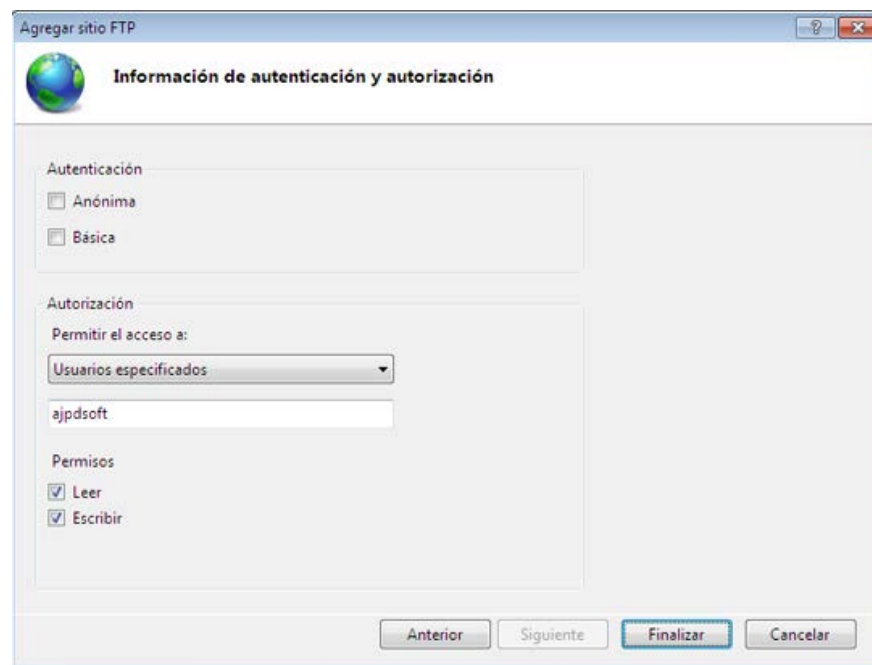 Agregar sitio FTP
Información de autenticación y autorización
Autenticación
Anónima
Básica
Autorización
Permitir el acceso a:
Usuarios especificados
ajpdsoft
Permisos
Leer
Escribir
Anterior Siguiente Finalizar Cancelar